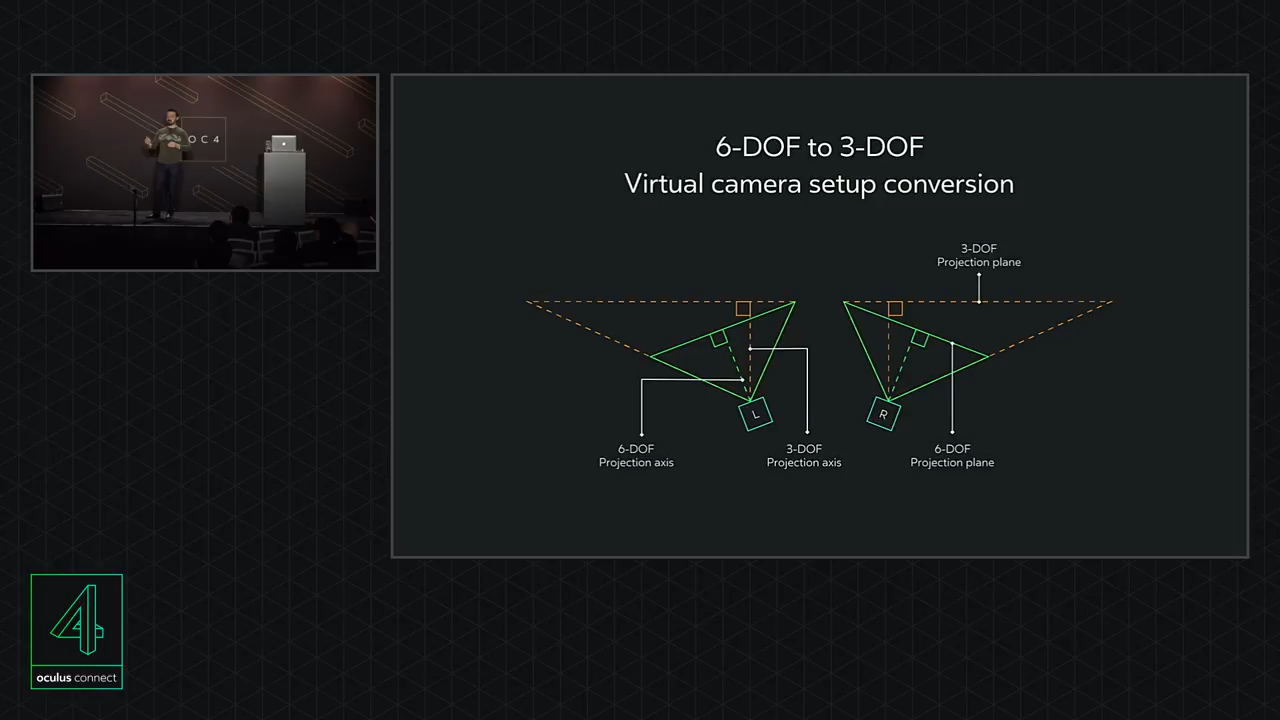 OC4
6-DOF to 3-DOF
Virtual camera setup conversion
3-DOF
Projection plane
L
R
6-DOF
Projection axis
3-DOF
Projection axis
6-DOF
Projection plane
4
oculus connect